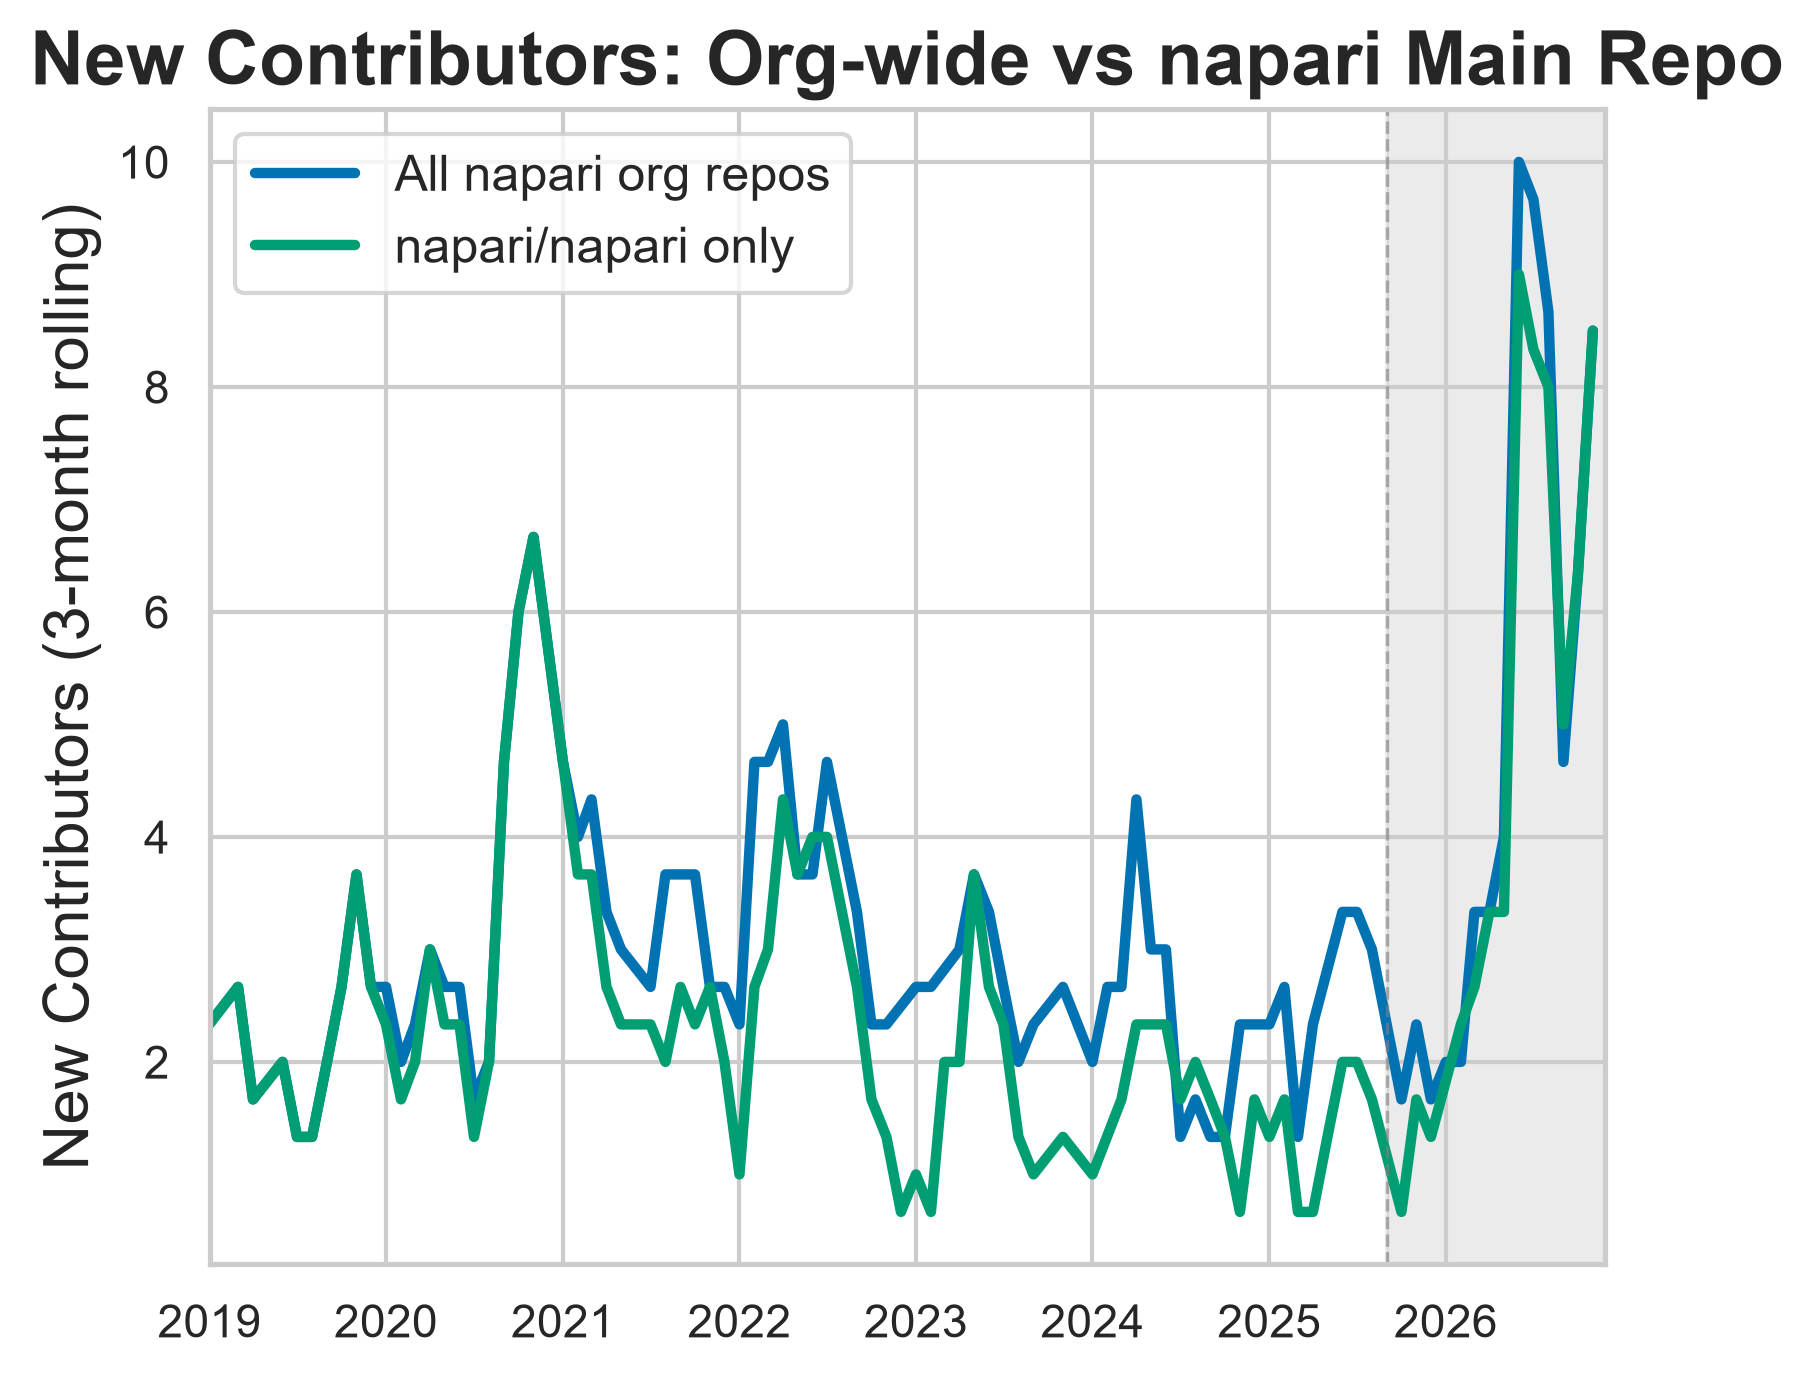 New Contributors: Org-wide vs napari Main Repo
All napari org repos
napari/napari only
New Contributors (3-month rolling)
10
8
6
4
2
2019 2020 2021 2022 2023 2024 2025 2026